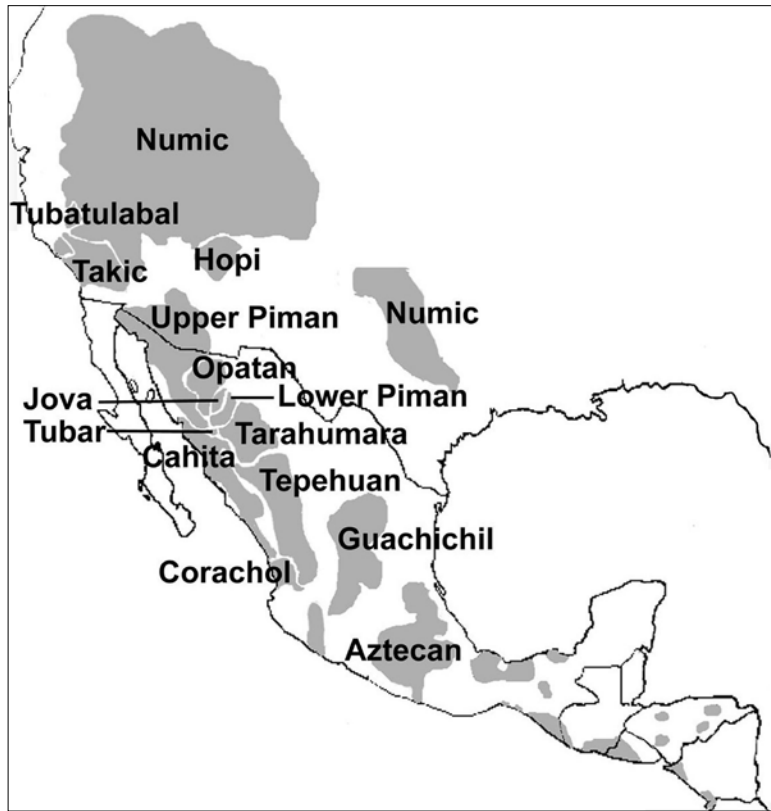 Numic
Tubatulabal
Hopi
Takic
Upper Piman
Numic
Opatan
Jova
Lower Piman
Tubar
Tarahumara
Cahita
Tepehuan
Guachichil
Corachol
Aztecan